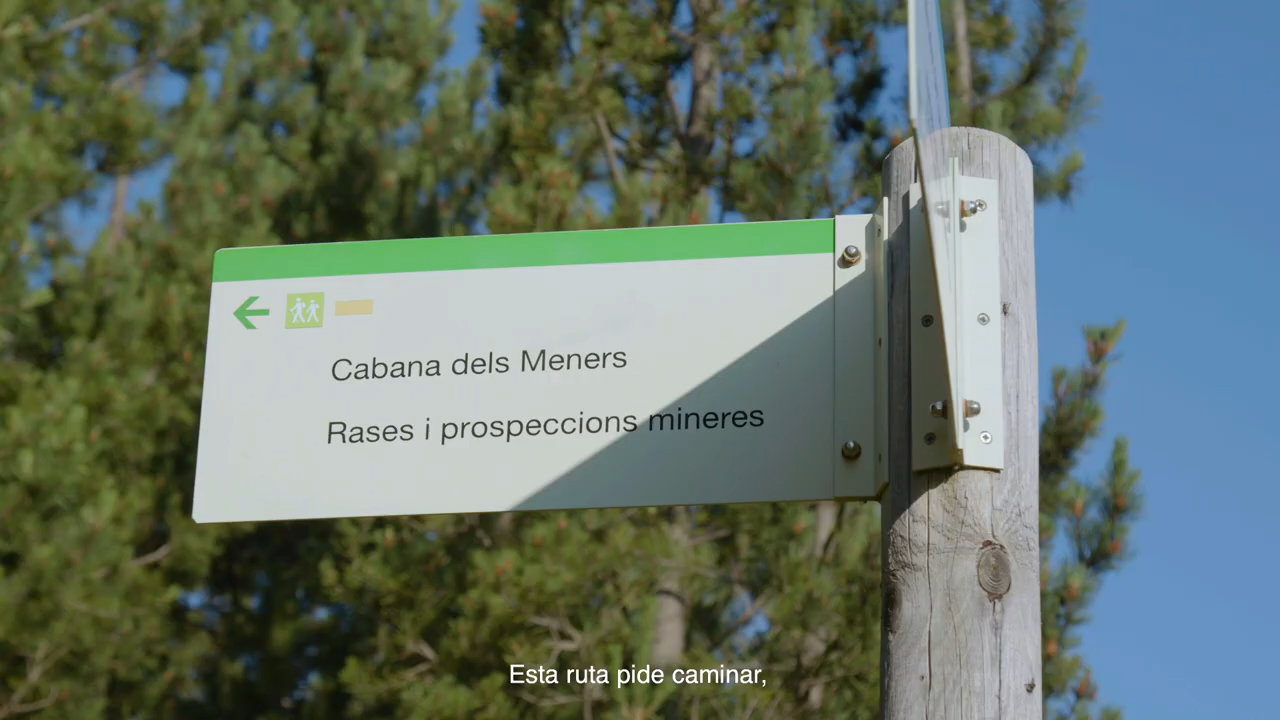 Cabana dels Meners
Rases i prospeccions mineres
Esta ruta pide caminar,